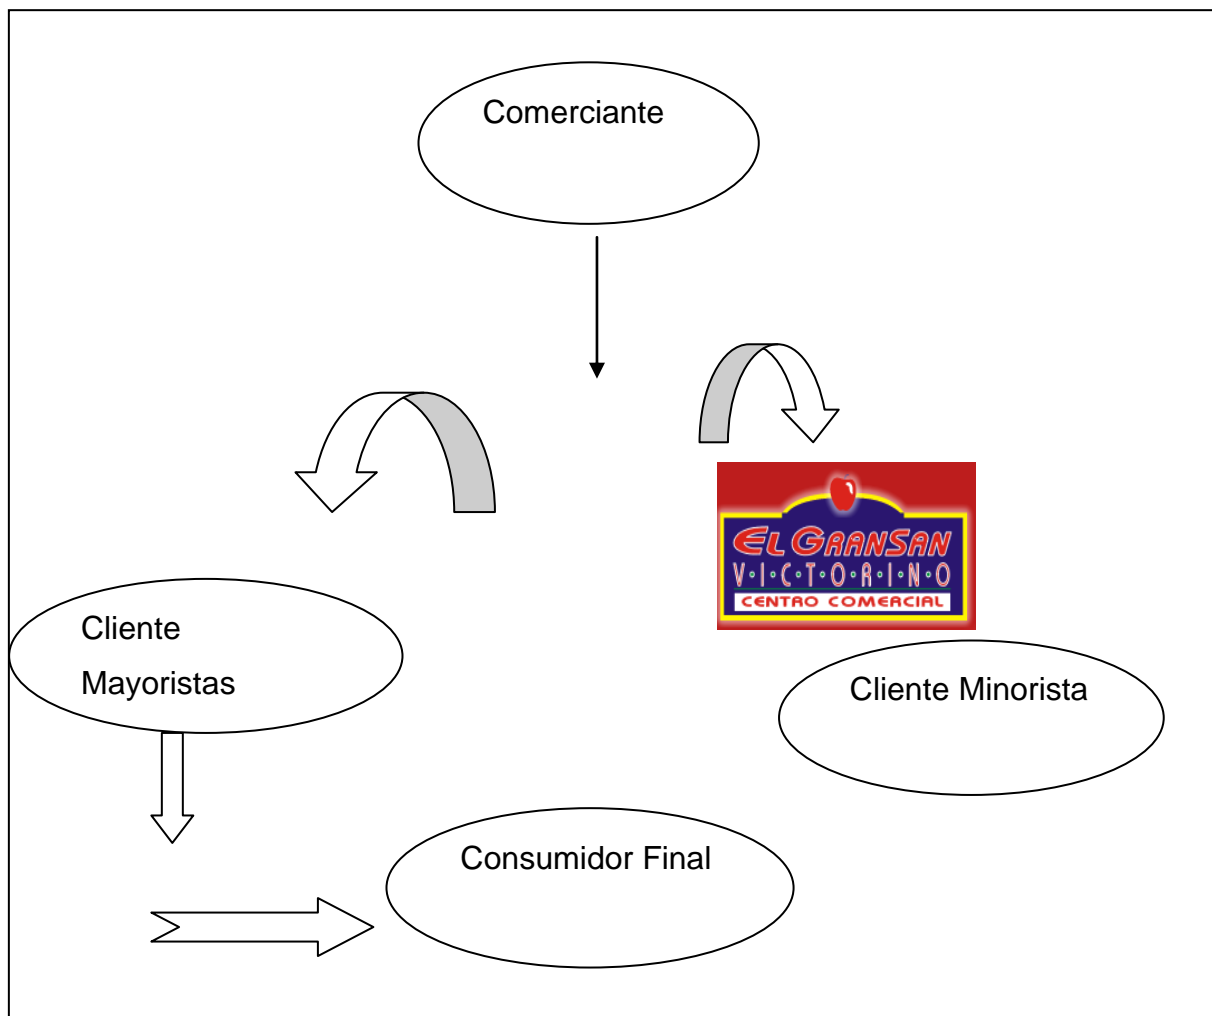 Comerciante
EL GRANSAN
V·I·C·T·O·R·I·N·O
CENTRO COMERCIAL
Cliente
Mayoristas
Cliente Minorista
Consumidor Final